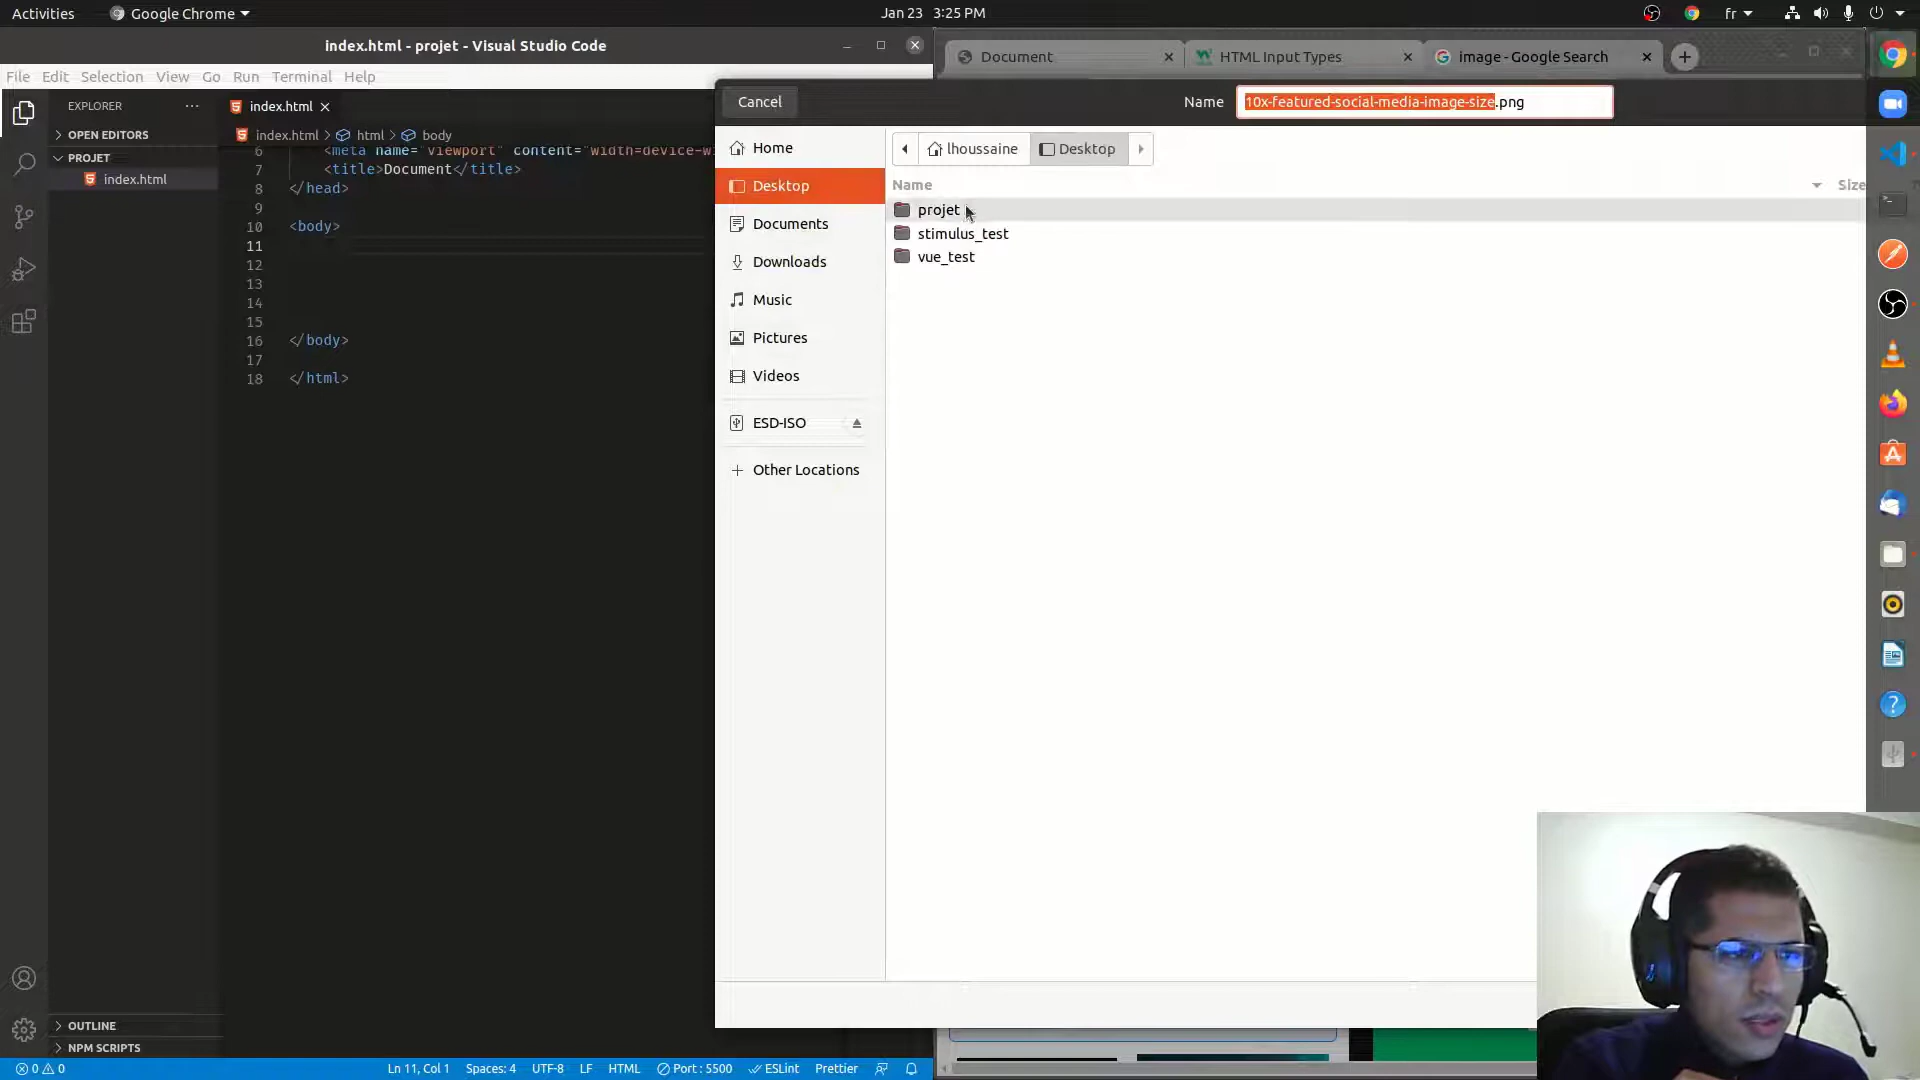 Activities
Google Chrome
Jan 23 3:25 PM
fr
index.html - projet - Visual Studio Code
File Edit Selection View Go Run Terminal Help
Document
HTML Input Types
image - Google Search
EXPLORER
index.html
OPEN EDITORS
index.html > html > body
PROJET
index.html
6 <meta name="viewport" content="width=device-w
7 <title>Document</title>
8 </head>
9
10 <body>
11
12
13
14
15
16 </body>
17
18 </html>
Cancel
Name 10x-featured-social-media-image-size.png
Home
Desktop
Documents
Downloads
Music
Pictures
Videos
ESD-ISO
Other Locations
lhoussaine
Desktop
Name Size
projet
stimulus_test
vue_test
OUTLINE
NPM SCRIPTS
0 0
Ln 11, Col 1 Spaces: 4 UTF-8 LF HTML Port : 5500 ESLint Prettier